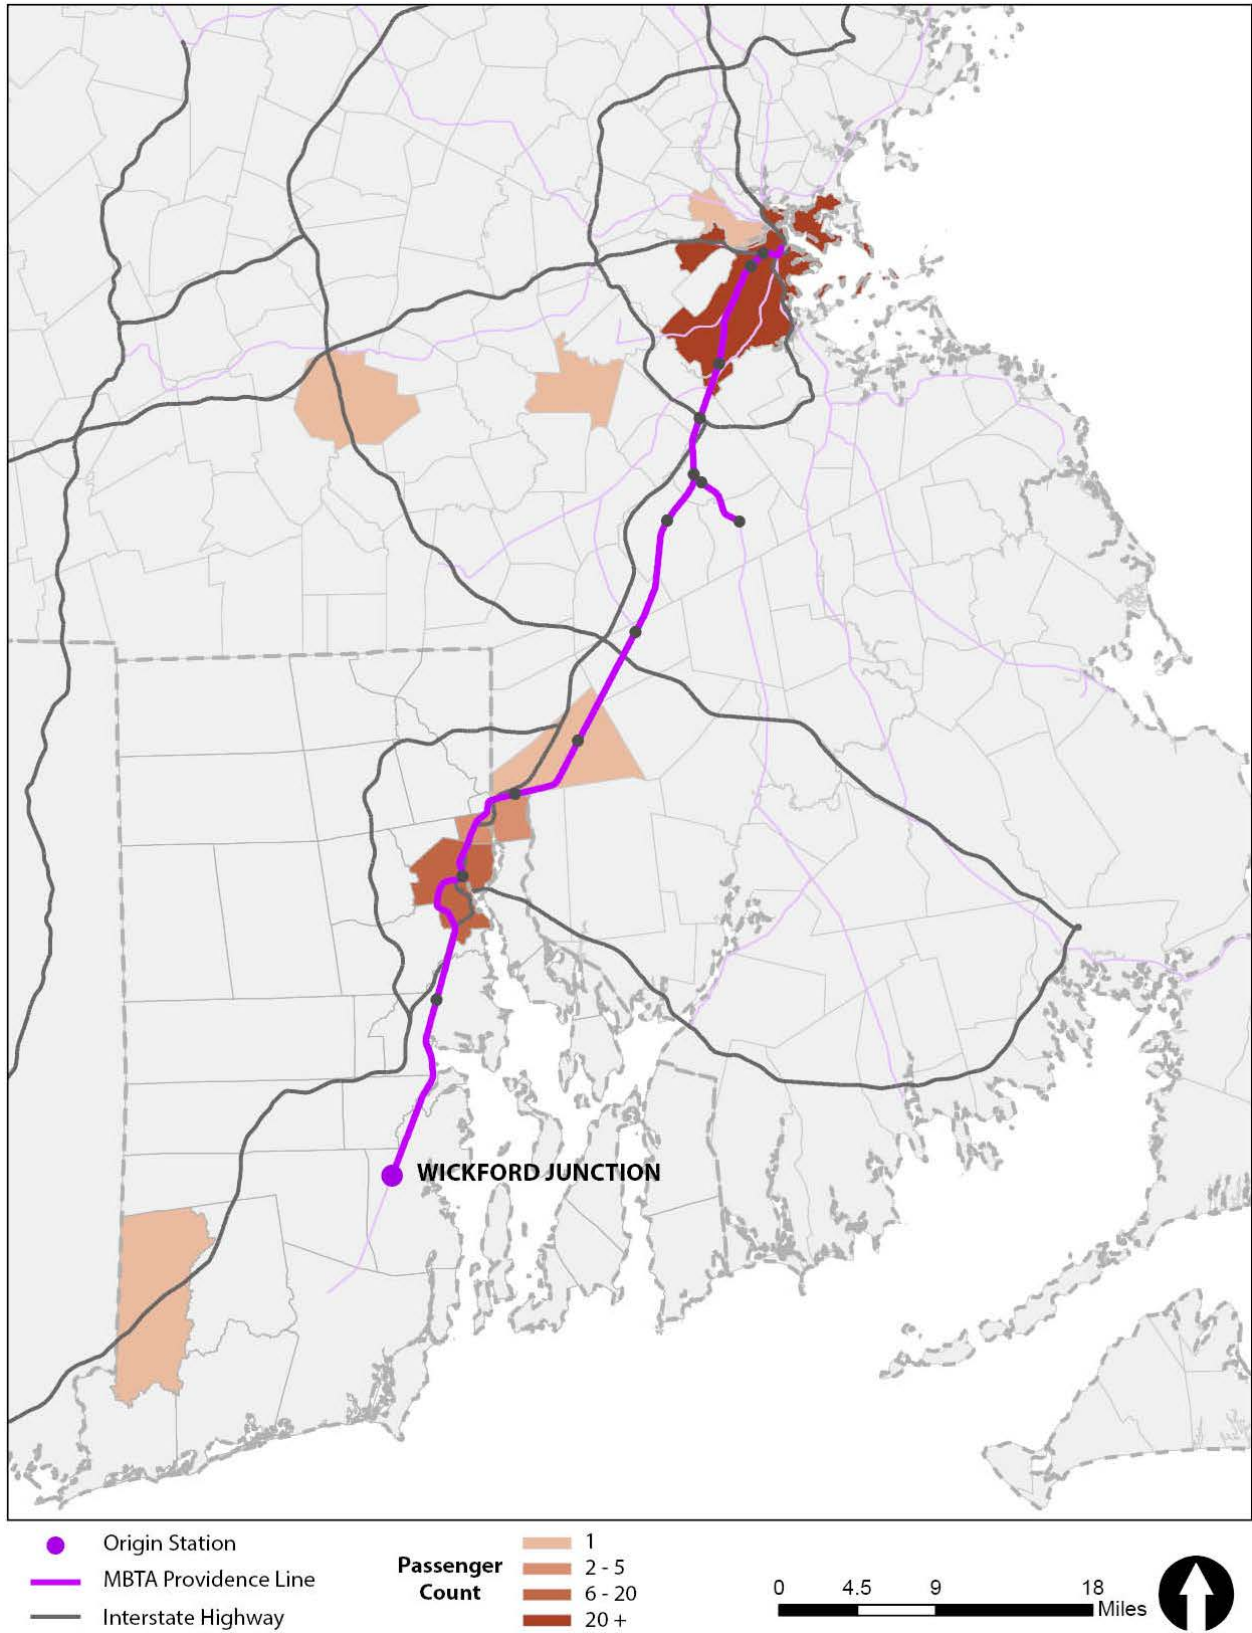 WICKFORD JUNCTION
Origin Station
MBTA Providence Line
Interstate Highway
Passenger
Count
1
2 - 5
6 - 20
20 +
0 4.5 9 18
Miles